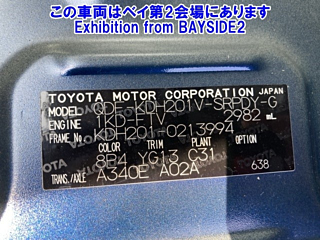 この車両はベイ第2会場にあります
Exhibition from BAYSIDE2
TOYOTA MOTOR CORPORATION JAPAN
MODEL QDF-KDH201V-SRPDY-G
ENGINE 1KD-FTV 2982 mL
FRAME No. KDH201-0213994
COLOR TRIM PLANT OPTION
8P4 YG13 C31
TRANS./AXLE A340E A02A 638